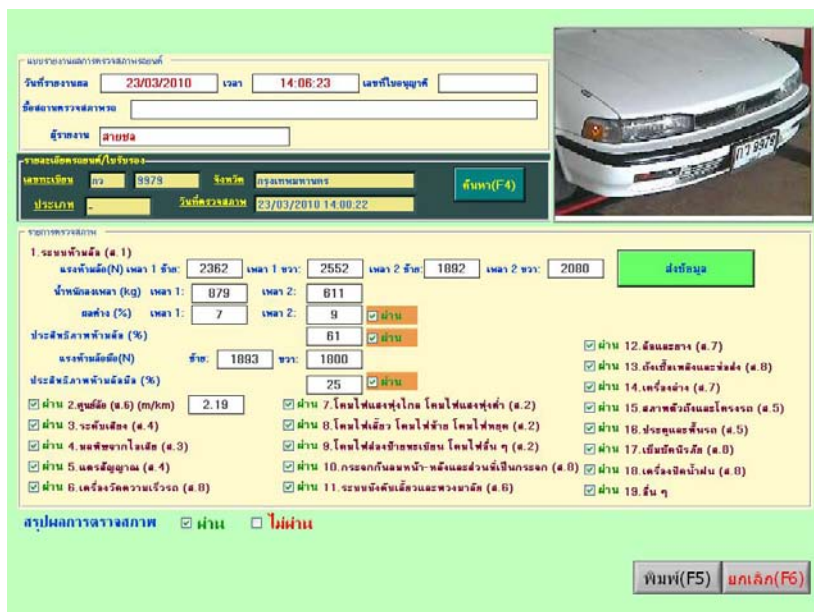 แบบรายงานผลการตรวจสภาพรถยนต์
วันที่รายงานผล 23/03/2010 เวลา 14:06:23 เลขที่ใบอนุญาติ
ชื่อสถานตรวจสภาพรถ
ผู้รายงาน สายชล
รายละเอียดรถยนต์/ใบรับรอง
เลขทะเบียน กว 9979 จังหวัด กรุงเทพมหานคร
ค้นหา(F4)
ประเภท - วันที่ตรวจสภาพ 23/03/2010 14:00:22
กว 9979
รายการตรวจสภาพ
1.ระบบห้ามล้อ (ส.1)
แรงห้ามล้อ(N) เพลา 1 ซ้าย: 2362 เพลา 1 ขวา: 2552 เพลา 2 ซ้าย: 1892 เพลา 2 ขวา: 2080
ส่งข้อมูล
น้ำหนักลงเพลา (kg) เพลา 1: 879 เพลา 2: 611
ผลต่าง (%) เพลา 1: 7 เพลา 2: 9 ผ่าน
ประสิทธิภาพห้ามล้อ (%) 61 ผ่าน
แรงห้ามล้อมือ(N) ซ้าย: 1893 ขวา: 1800
ประสิทธิภาพห้ามล้อมือ (%) 25 ผ่าน
ผ่าน 2.ศูนย์ล้อ (ส.6) (m/km) 2.19
ผ่าน 3.ระดับเสียง (ส.4)
ผ่าน 4.มลพิษจากไอเสีย (ส.3)
ผ่าน 5.แตรสัญญาณ (ส.4)
ผ่าน 6.เครื่องวัดความเร็วรถ (ส.8)
ผ่าน 7.โคมไฟแสงพุ่งไกล โคมไฟแสงพุ่งต่ำ (ส.2)
ผ่าน 8.โคมไฟเลี้ยว โคมไฟท้าย โคมไฟหยุด (ส.2)
ผ่าน 9.โคมไฟส่องป้ายทะเบียน โคมไฟอื่น ๆ (ส.2)
ผ่าน 10.กระจกกันลมหน้า-หลังและส่วนที่เป็นกระจก (ส.8)
ผ่าน 11.ระบบบังคับเลี้ยวและพวงมาลัย (ส.6)
ผ่าน 12.ล้อและยาง (ส.7)
ผ่าน 13.ถังเชื้อเพลิงและท่อส่ง (ส.8)
ผ่าน 14.เครื่องล่าง (ส.7)
ผ่าน 15.สภาพตัวถังและโครงรถ (ส.5)
ผ่าน 16.ประตูและพื้นรถ (ส.5)
ผ่าน 17.เข็มขัดนิรภัย (ส.8)
ผ่าน 18.เครื่องปัดน้ำฝน (ส.8)
ผ่าน 19.อื่น ๆ
สรุปผลการตรวจสภาพ ผ่าน ไม่ผ่าน
พิมพ์(F5) ยกเลิก(F6)